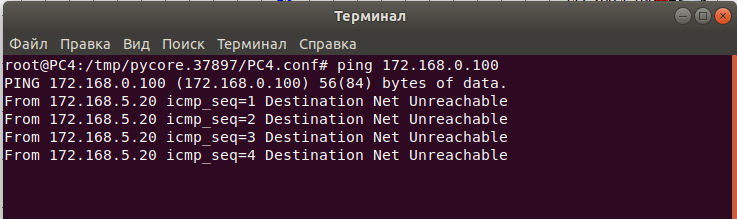 Терминал
Файл Правка Вид Поиск Терминал Справка
root@PC4:/tmp/pycore.37897/PC4.conf# ping 172.168.0.100
PING 172.168.0.100 (172.168.0.100) 56(84) bytes of data.
From 172.168.5.20 icmp_seq=1 Destination Net Unreachable
From 172.168.5.20 icmp_seq=2 Destination Net Unreachable
From 172.168.5.20 icmp_seq=3 Destination Net Unreachable
From 172.168.5.20 icmp_seq=4 Destination Net Unreachable